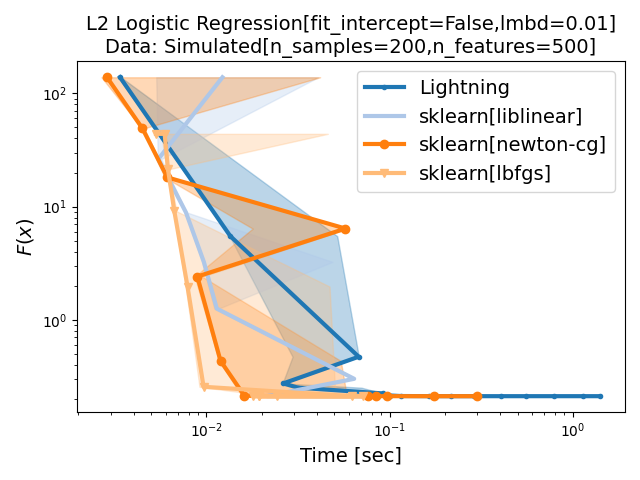 L2 Logistic Regression[fit_intercept=False,lmbd=0.01]
Data: Simulated[n_samples=200,n_features=500]
Lightning
sklearn[liblinear]
sklearn[newton-cg]
sklearn[lbfgs]
F(x)
10²
10¹
10⁰
10⁻² 10⁻¹ 10⁰
Time [sec]